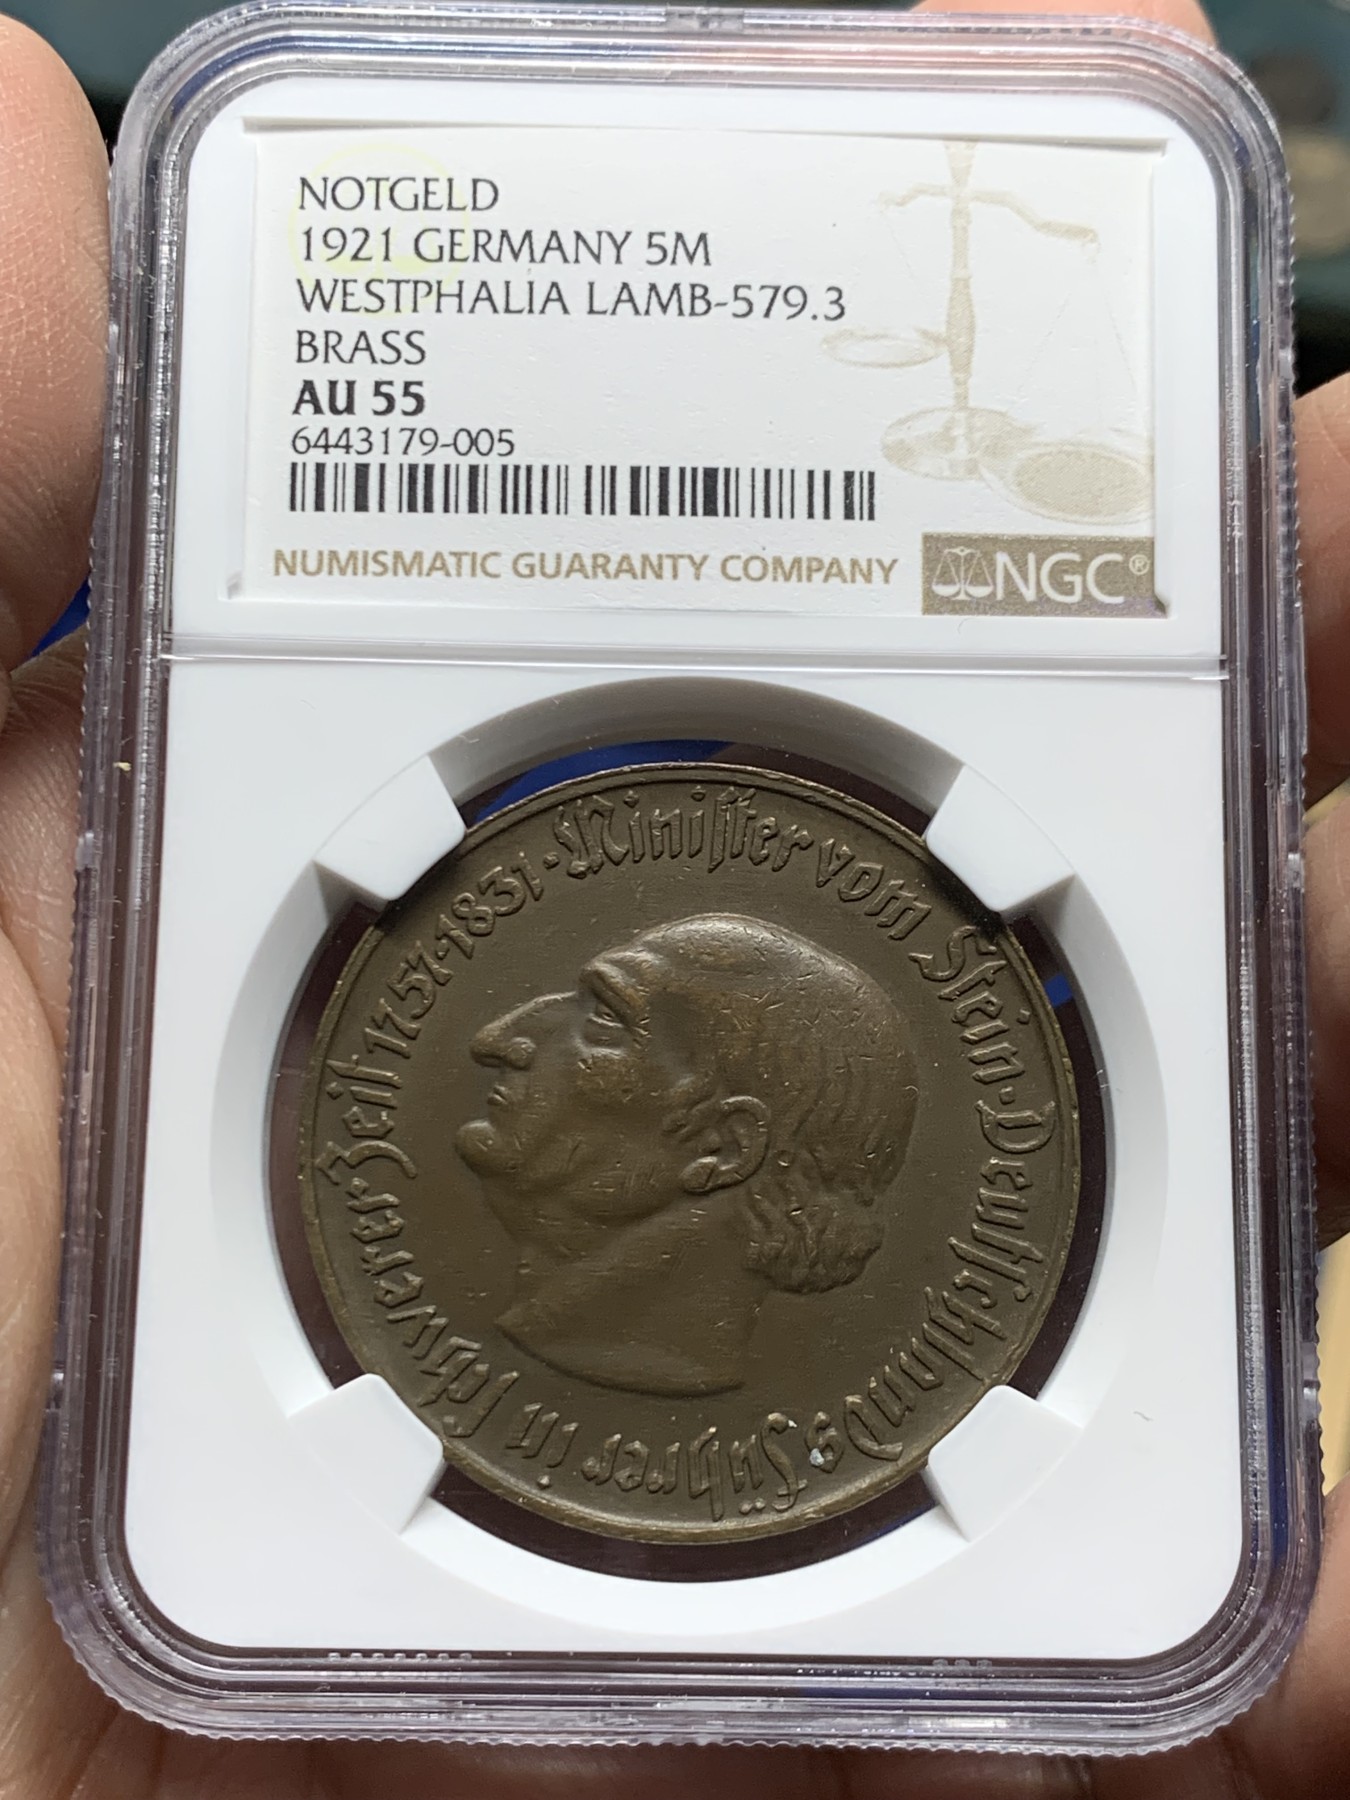 NOTGELD
1921 GERMANY 5M
WESTPHALIA LAMB-579.3
BRASS
AU 55
6443179-005
NUMISMATIC GUARANTY COMPANY
NGC®
Miniſter vom Stein · Deutſchlands Führer in ſchwerer Zeit 1757·1831·